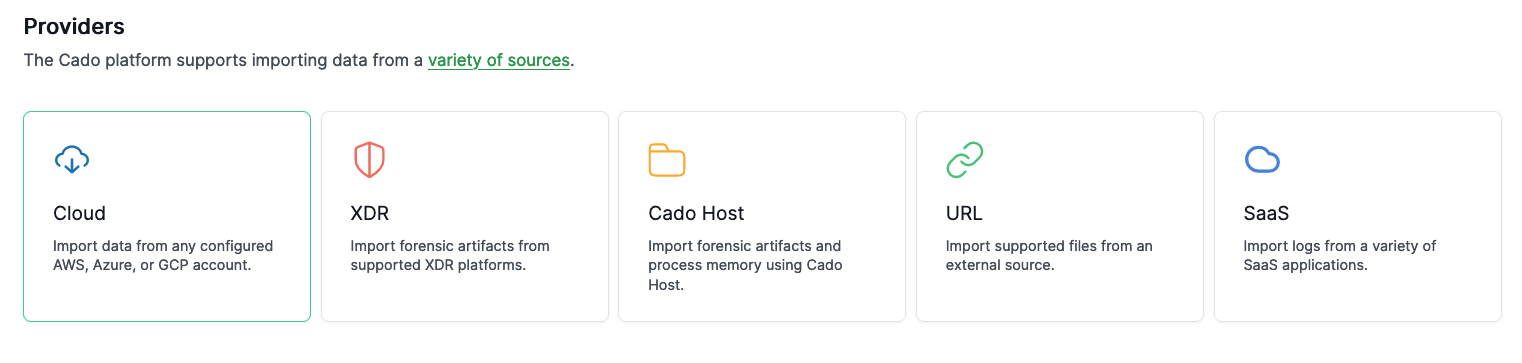 Providers
The Cado platform supports importing data from a variety of sources.
Cloud
Import data from any configured
AWS, Azure, or GCP account.
XDR
Import forensic artifacts from
supported XDR platforms.
Cado Host
Import forensic artifacts and
process memory using Cado
Host.
URL
Import supported files from an
external source.
SaaS
Import logs from a variety of
SaaS applications.